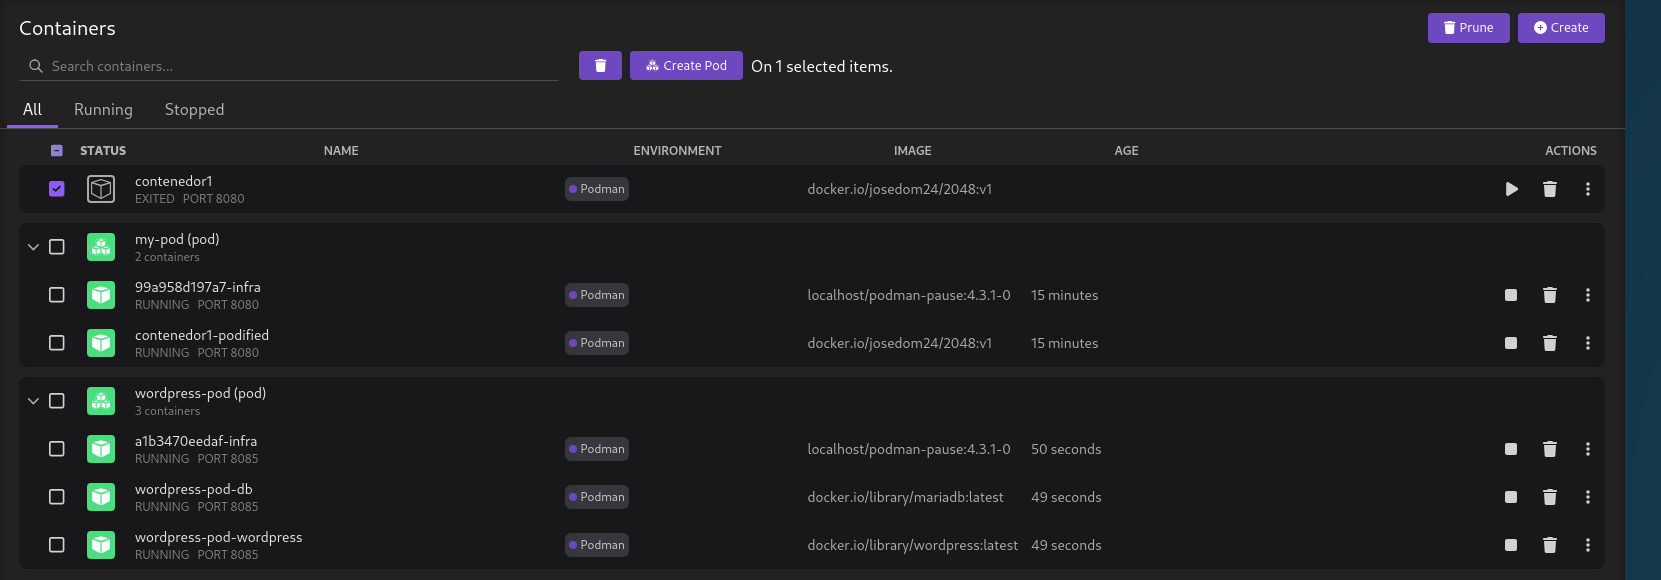 Containers
Prune Create
Search containers... Create Pod On 1 selected items.
All Running Stopped
STATUS NAME ENVIRONMENT IMAGE AGE ACTIONS
contenedor1
EXITED PORT 8080
Podman docker.io/josedom24/2048:v1
my-pod (pod)
2 containers
99a958d197a7-infra
RUNNING PORT 8080
Podman localhost/podman-pause:4.3.1-0 15 minutes
contenedor1-podified
RUNNING PORT 8080
Podman docker.io/josedom24/2048:v1 15 minutes
wordpress-pod (pod)
3 containers
a1b3470eedaf-infra
RUNNING PORT 8085
Podman localhost/podman-pause:4.3.1-0 50 seconds
wordpress-pod-db
RUNNING PORT 8085
Podman docker.io/library/mariadb:latest 49 seconds
wordpress-pod-wordpress
RUNNING PORT 8085
Podman docker.io/library/wordpress:latest 49 seconds